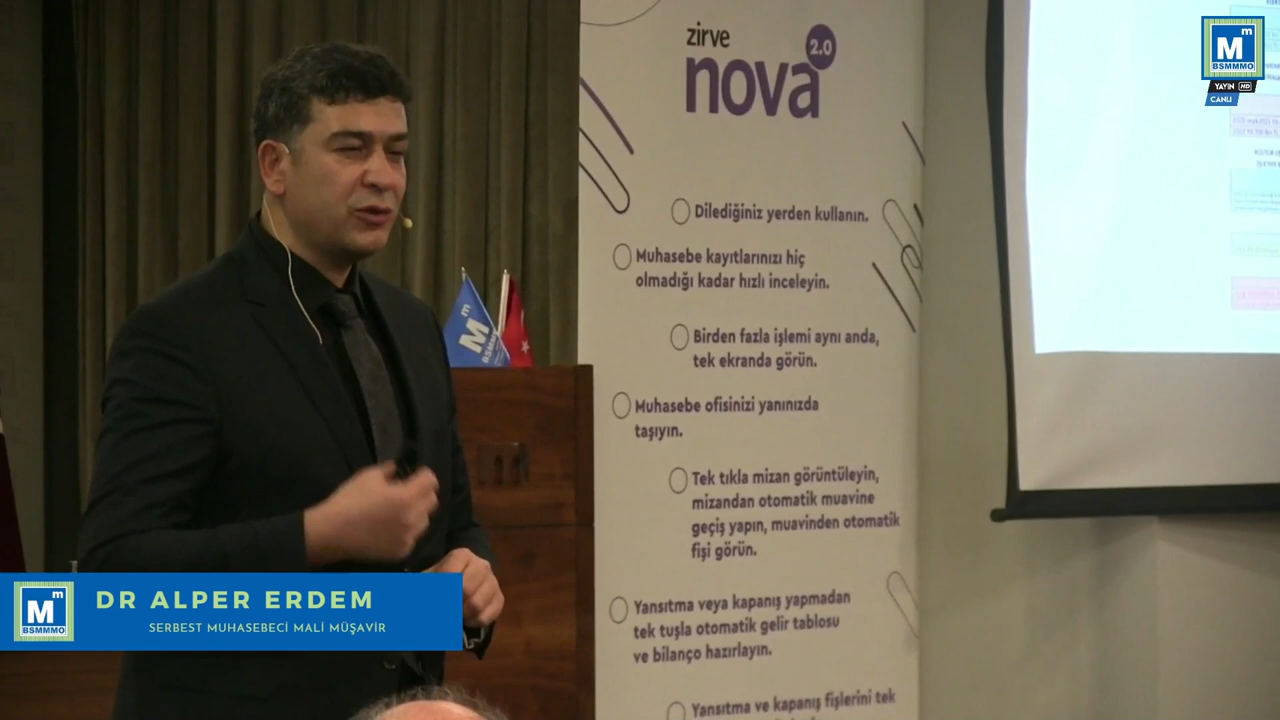 zirve
nova 2.0
Dilediğiniz yerden kullanın.
Muhasebe kayıtlarınızı hiç
olmadığı kadar hızlı inceleyin.
Birden fazla işlemi aynı anda,
tek ekranda görün.
Muhasebe ofisinizi yanınızda
taşıyın.
Tek tıkla mizan görüntüleyin,
mizandan otomatik muavine
geçiş yapın, muavinden otomatik
fişi görün.
Yansıtma veya kapanış yapmadan
tek tuşla otomatik gelir tablosu
ve bilanço hazırlayın.
Yansıtma ve kapanış fişlerini tek
Mm
BSMMMO
YAYIN HD
CANLI
Mm
BSMMMO
DR ALPER ERDEM
SERBEST MUHASEBECİ MALİ MÜŞAVİR